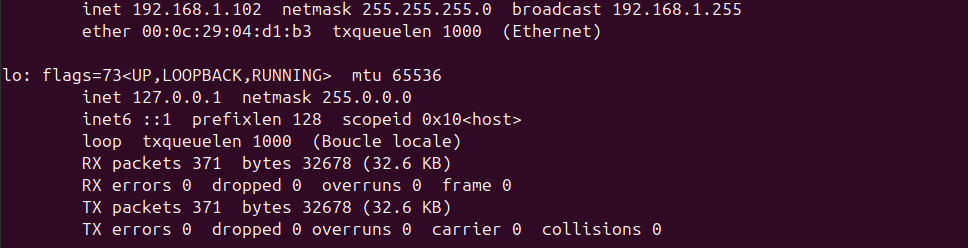 inet 192.168.1.102  netmask 255.255.255.0  broadcast 192.168.1.255
ether 00:0c:29:04:d1:b3  txqueuelen 1000  (Ethernet)
lo: flags=73<UP,LOOPBACK,RUNNING>  mtu 65536
inet 127.0.0.1  netmask 255.0.0.0
inet6 ::1  prefixlen 128  scopeid 0x10<host>
loop  txqueuelen 1000  (Boucle locale)
RX packets 371  bytes 32678 (32.6 KB)
RX errors 0  dropped 0  overruns 0  frame 0
TX packets 371  bytes 32678 (32.6 KB)
TX errors 0  dropped 0 overruns 0  carrier 0  collisions 0